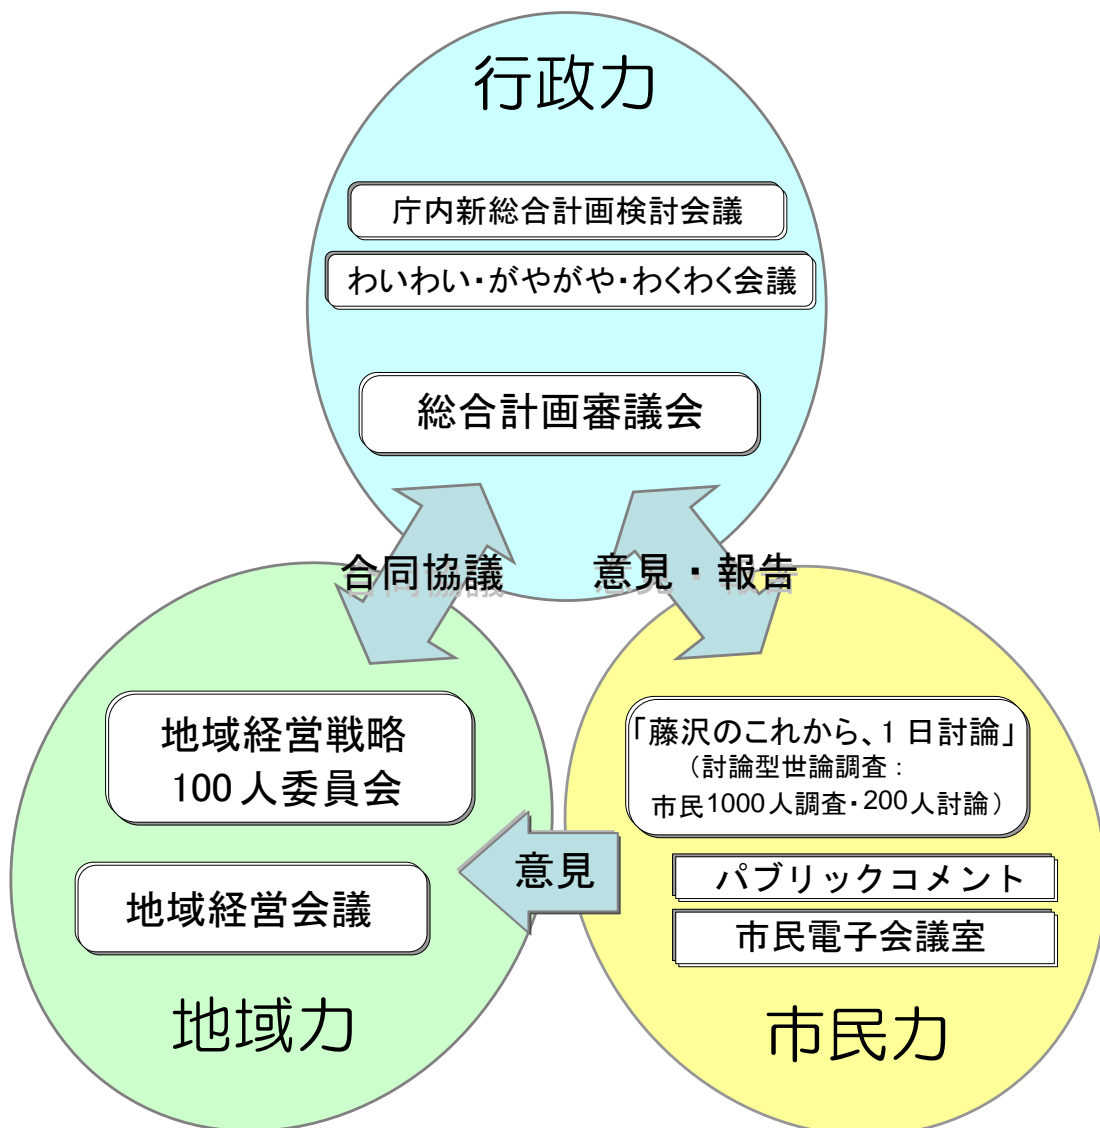 行政力
庁内新総合計画検討会議
わいわい・がやがや・わくわく会議
総合計画審議会
合同協議
意見・報告
地域経営戦略
100人委員会
地域経営会議
地域力
意見
「藤沢のこれから、1日討論」
（討論型世論調査：
市民1000人調査・200人討論）
パブリックコメント
市民電子会議室
市民力